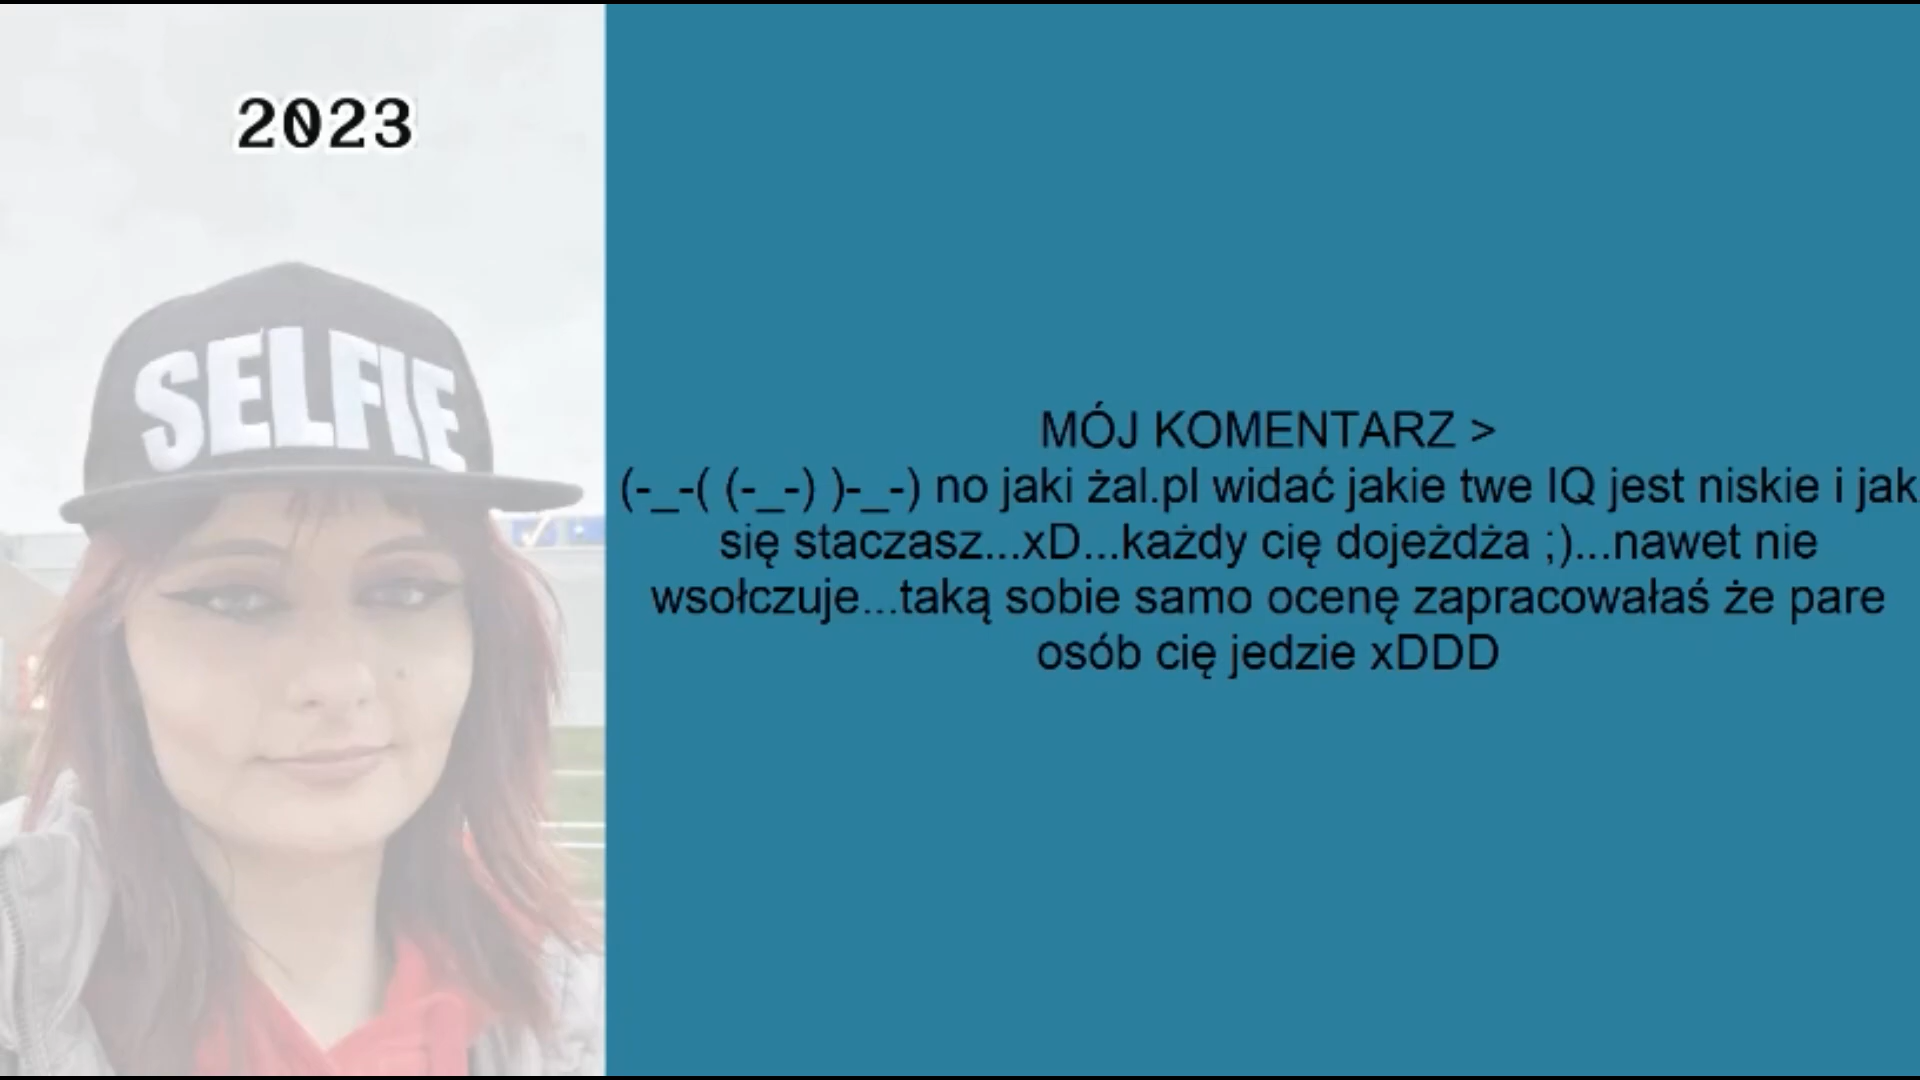 2023
SELFIE
MÓJ KOMENTARZ >
(-_-( (-_-) )-_-) no jaki żal.pl widać jakie twe IQ jest niskie i jak
się staczasz...xD...każdy cię dojeżdża ;)...nawet nie
wsołczuje...taką sobie samo ocenę zapracowałaś że pare
osób cię jedzie xDDD